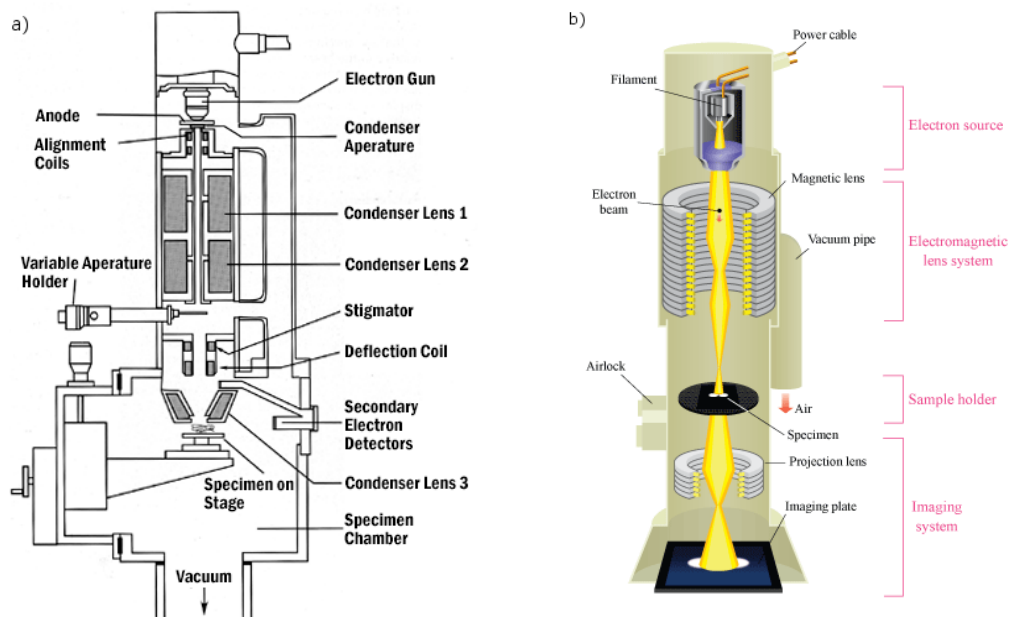 a)
Electron Gun
Anode
Condenser
Aperature
Alignment
Coils
Condenser Lens 1
Condenser Lens 2
Variable Aperature
Holder
Stigmator
Deflection Coil
Secondary
Electron
Detectors
Specimen on
Stage
Condenser Lens 3
Specimen
Chamber
Vacuum
b)
Power cable
Filament
Electron source
Magnetic lens
Electron
beam
Vacuum pipe
Electromagnetic
lens system
Airlock
Air
Sample holder
Specimen
Projection lens
Imaging plate
Imaging
system